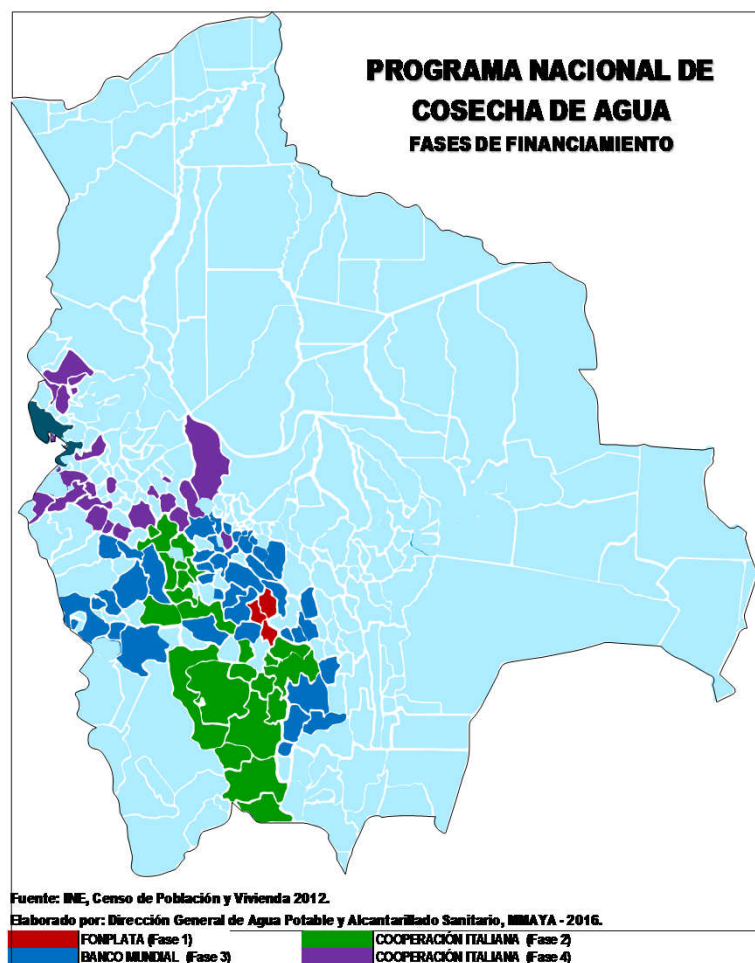 PROGRAMA NACIONAL DE
COSECHA DE AGUA
FASES DE FINANCIAMIENTO
Fuente: INE, Censo de Población y Vivienda 2012.
Elaborado por: Dirección General de Agua Potable y Alcantarillado Sanitario, MMAYA - 2016.
FONPLATA (Fase 1)
COOPERACIÓN ITALIANA (Fase 2)
BANCO MUNDIAL (Fase 3)
COOPERACIÓN ITALIANA (Fase 4)